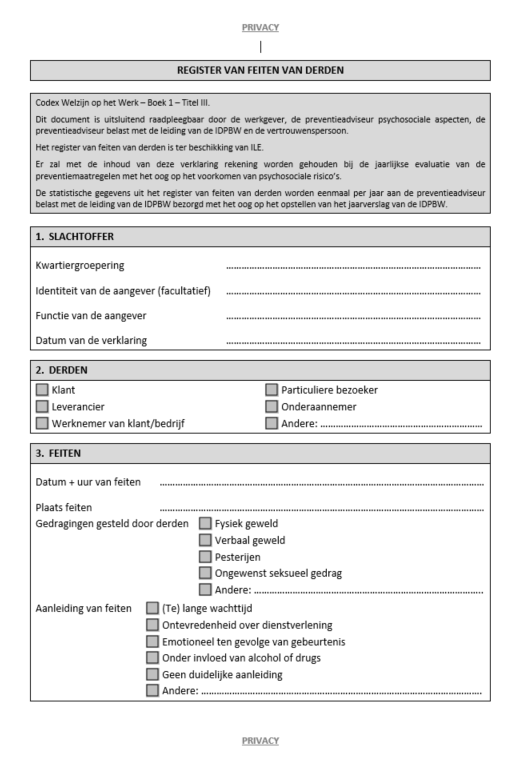 PRIVACY
REGISTER VAN FEITEN VAN DERDEN
Codex Welzijn op het Werk – Boek 1 – Titel III.
Dit document is uitsluitend raadpleegbaar door de werkgever, de preventieadviseur psychosociale aspecten, de
preventieadviseur belast met de leiding van de IDPBW en de vertrouwenspersoon.
Het register van feiten van derden is ter beschikking van ILE.
Er zal met de inhoud van deze verklaring rekening worden gehouden bij de jaarlijkse evaluatie van de
preventiemaatregelen met het oog op het voorkomen van psychosociale risico's.
De statistische gegevens uit het register van feiten van derden worden eenmaal per jaar aan de preventieadviseur
belast met de leiding van de IDPBW bezorgd met het oog op het opstellen van het jaarverslag van de IDPBW.
1. SLACHTOFFER
Kwartiergroepering ................................................................
Identiteit van de aangever (facultatief) ................................................................
Functie van de aangever ................................................................
Datum van de verklaring ................................................................
2. DERDEN
Klant Particuliere bezoeker
Leverancier Onderaannemer
Werknemer van klant/bedrijf Andere: ........................................
3. FEITEN
Datum + uur van feiten ................................................................
Plaats feiten ................................................................
Gedragingen gesteld door derden Fysiek geweld
Verbaal geweld
Pesterijen
Ongewenst seksueel gedrag
Andere: ................................................................
Aanleiding van feiten (Te) lange wachttijd
Ontevredenheid over dienstverlening
Emotioneel ten gevolge van gebeurtenis
Onder invloed van alcohol of drugs
Geen duidelijke aanleiding
Andere: ................................................................
PRIVACY